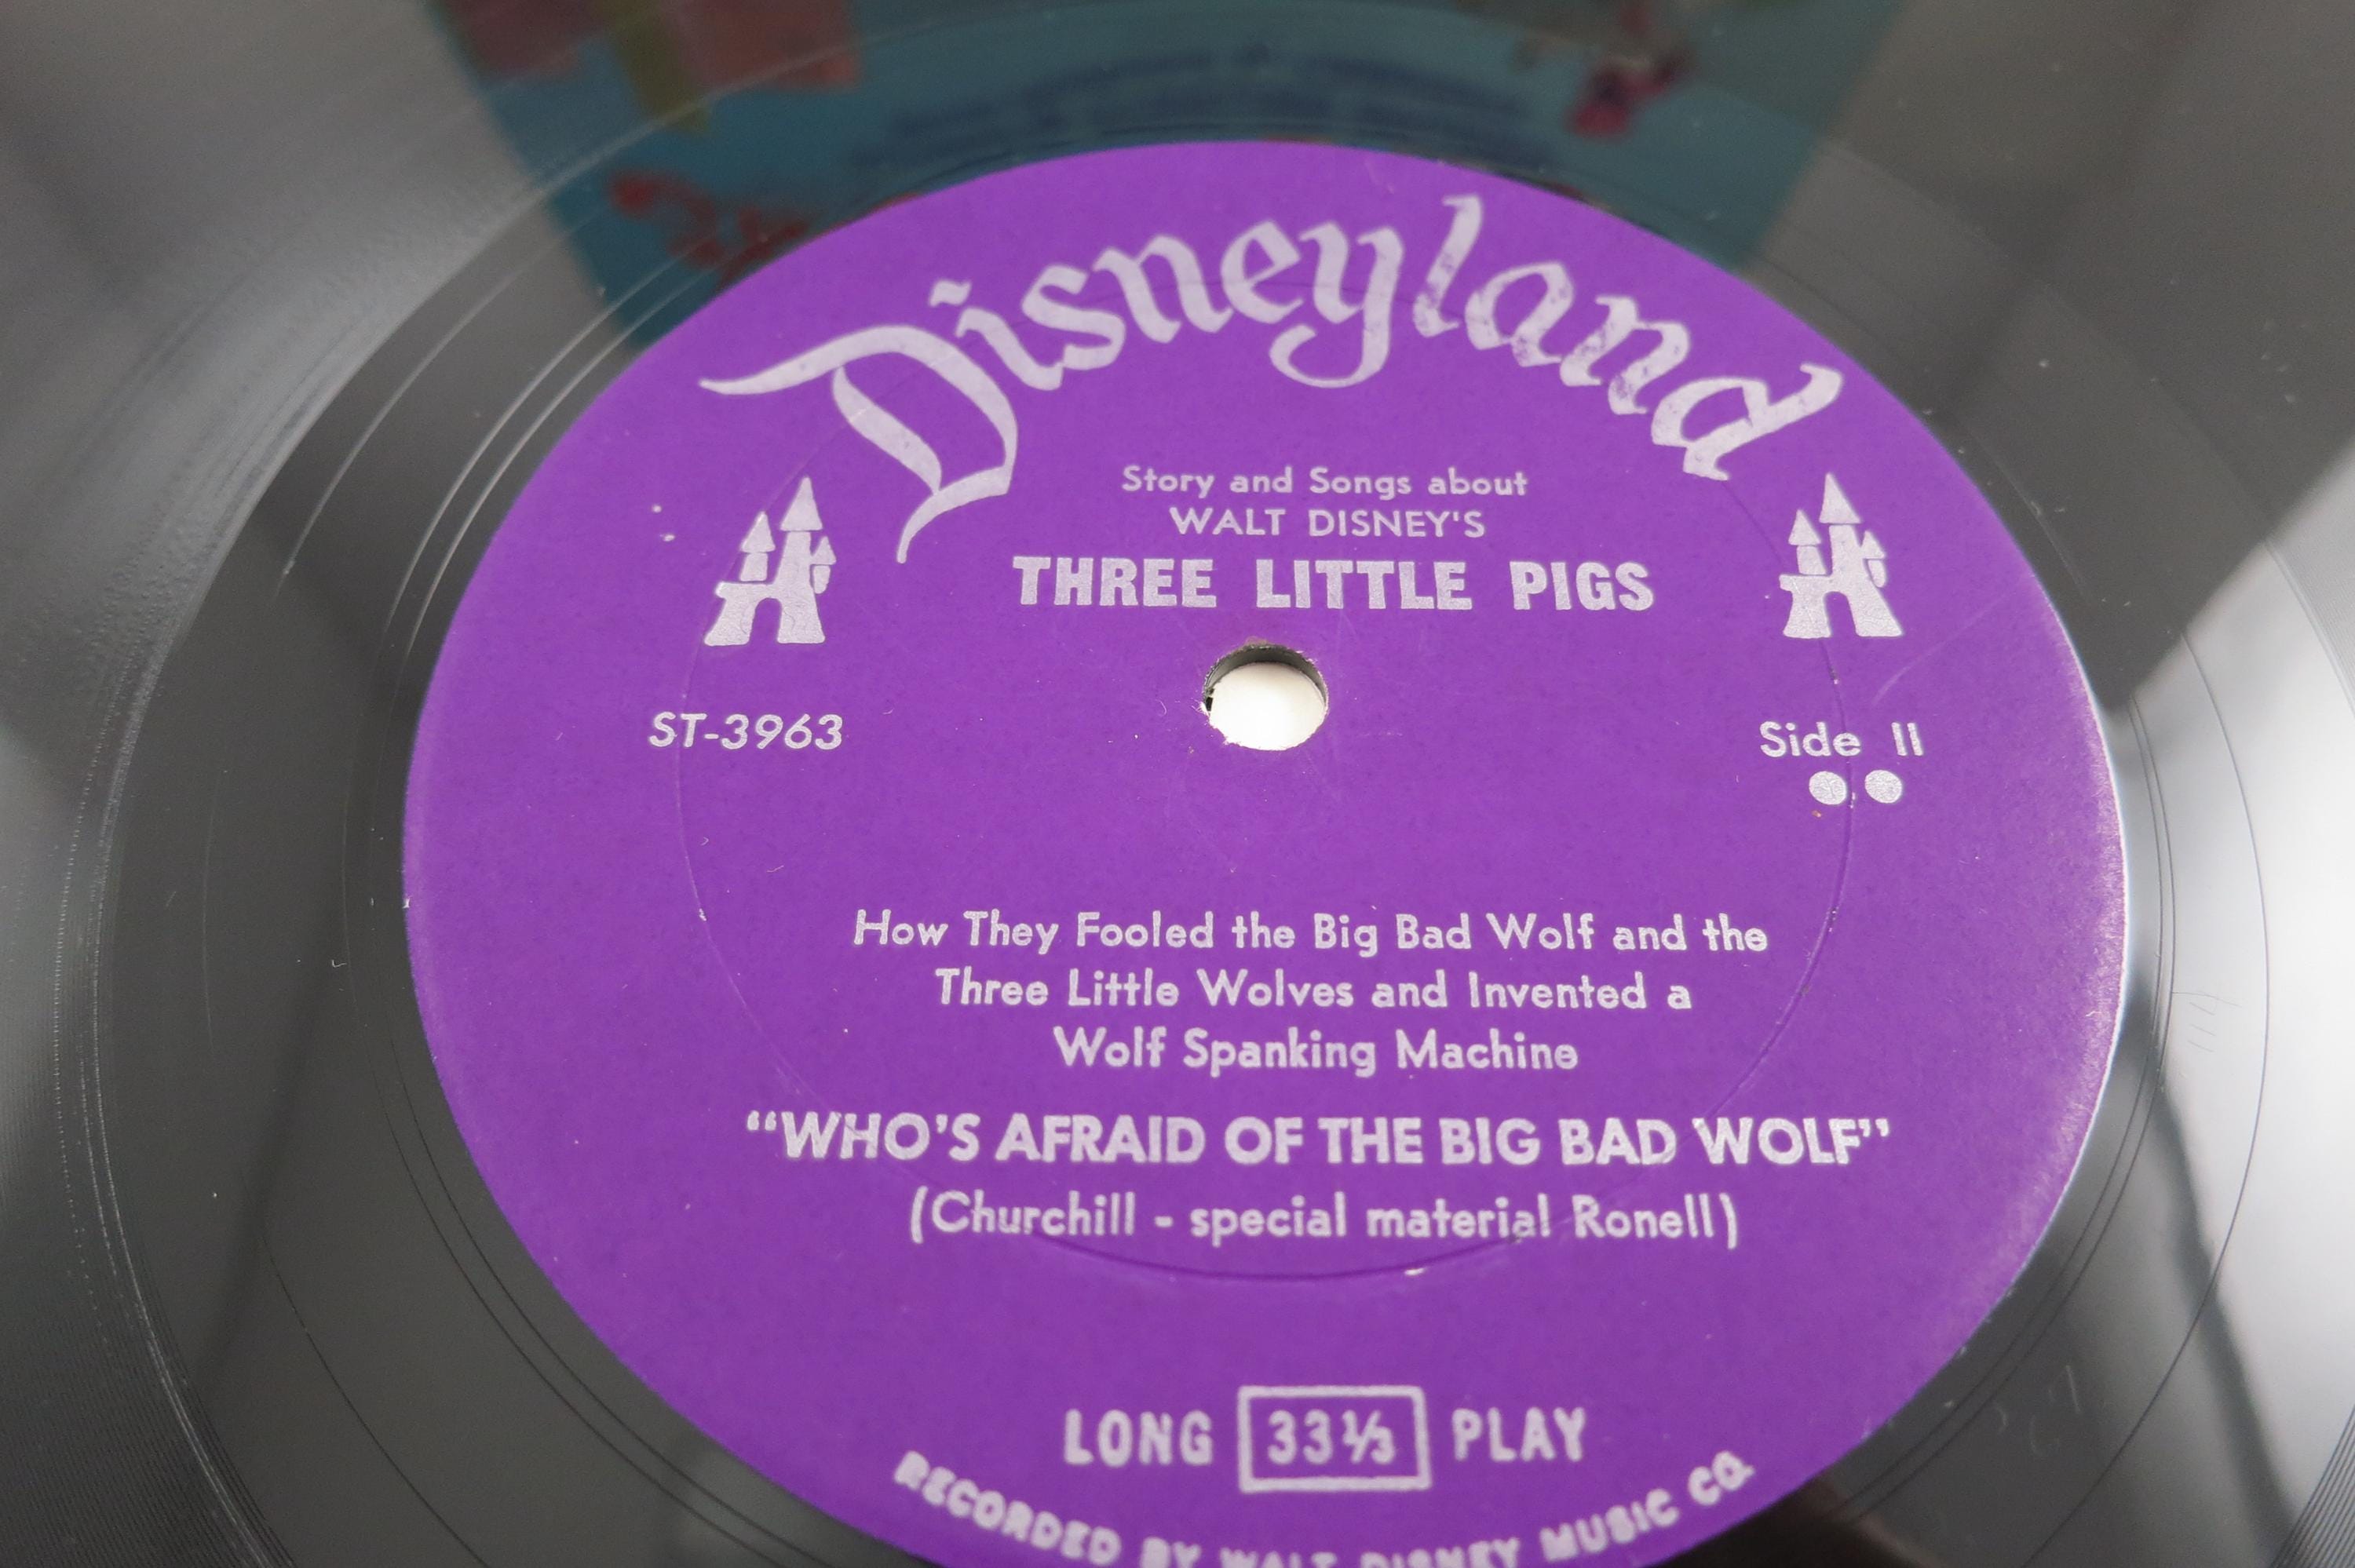 Disneyland
Story and Songs about
WALT DISNEY'S
THREE LITTLE PIGS
ST-3963
Side II
How They Fooled the Big Bad Wolf and the
Three Little Wolves and Invented a
Wolf Spanking Machine
“WHO’S AFRAID OF THE BIG BAD WOLF”
(Churchill - special material Ronell)
LONG 33⅓ PLAY
RECORDED BY WALT DISNEY MUSIC CO.